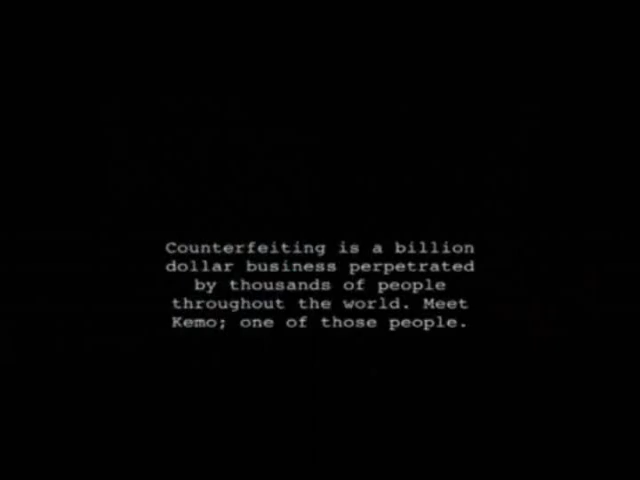 Counterfeiting is a billion
dollar business perpetrated
by thousands of people
throughout the world. Meet
Kemo; one of those people.